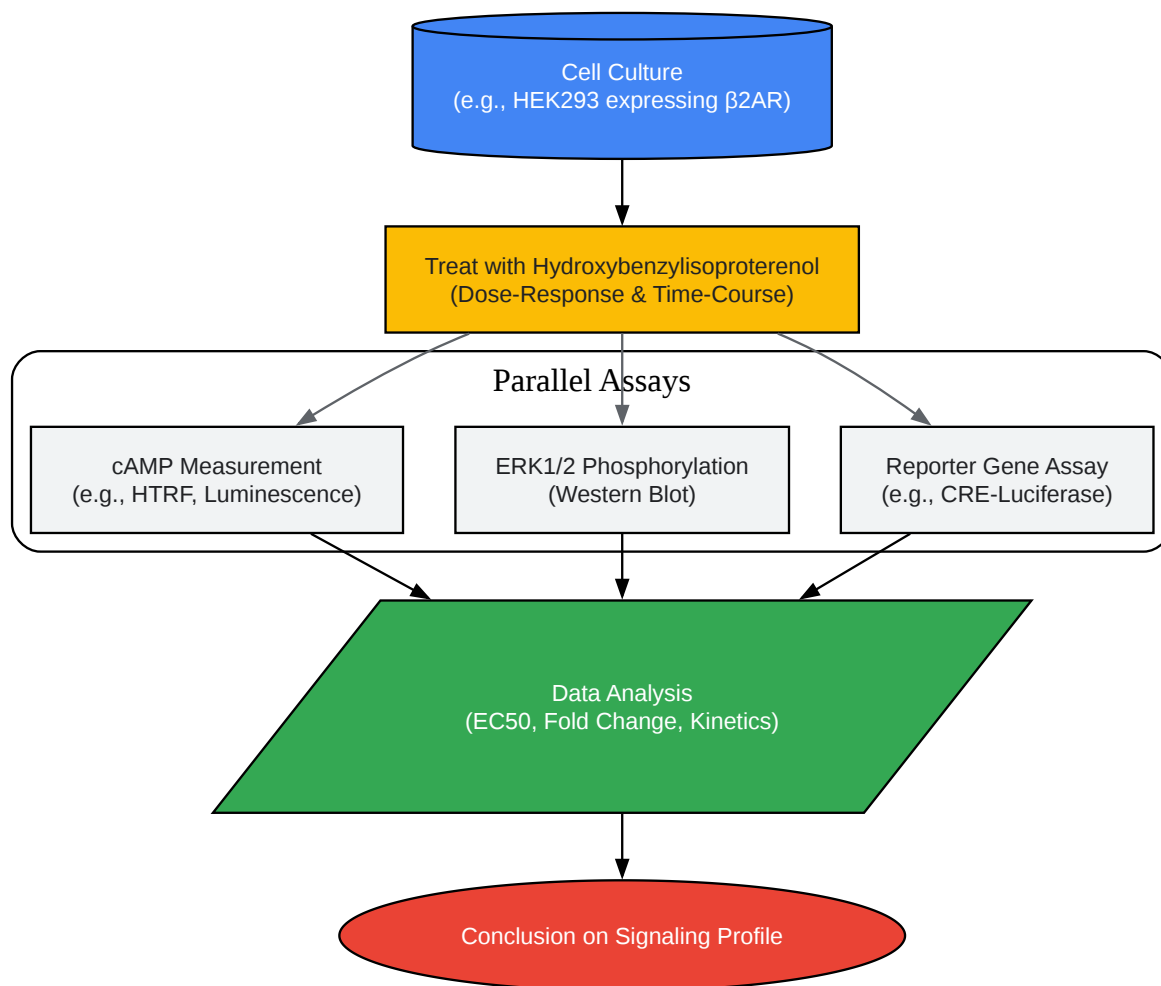 Cell Culture
(e.g., HEK293 expressing β2AR)
Treat with Hydroxybenzylisoproterenol
(Dose-Response & Time-Course)
Parallel Assays
cAMP Measurement
(e.g., HTRF, Luminescence)
ERK1/2 Phosphorylation
(Western Blot)
Reporter Gene Assay
(e.g., CRE-Luciferase)
Data Analysis
(EC50, Fold Change, Kinetics)
Conclusion on Signaling Profile